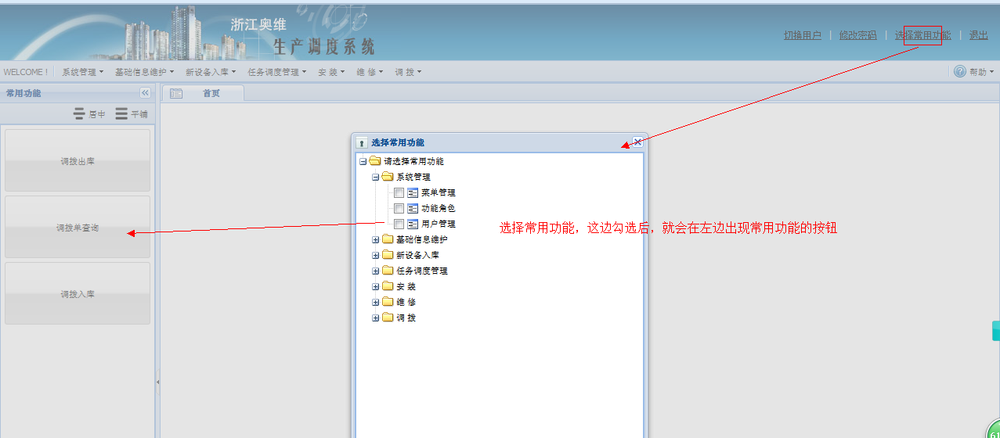 浙江奥维
生产调度系统
切换用户 | 修改密码 | 选择常用功能 | 退出
WELCOME! 系统管理 基础信息维护 新设备入库 任务调度管理 安 装 维 修 调 拨 帮助
常用功能
首页
居中 平铺
调拨出库
调拨单查询
调拨入库
选择常用功能
请选择常用功能
系统管理
菜单管理
功能角色
用户管理
基础信息维护
新设备入库
任务调度管理
安 装
维 修
调 拨
选择常用功能，这边勾选后，就会在左边出现常用功能的按钮
61